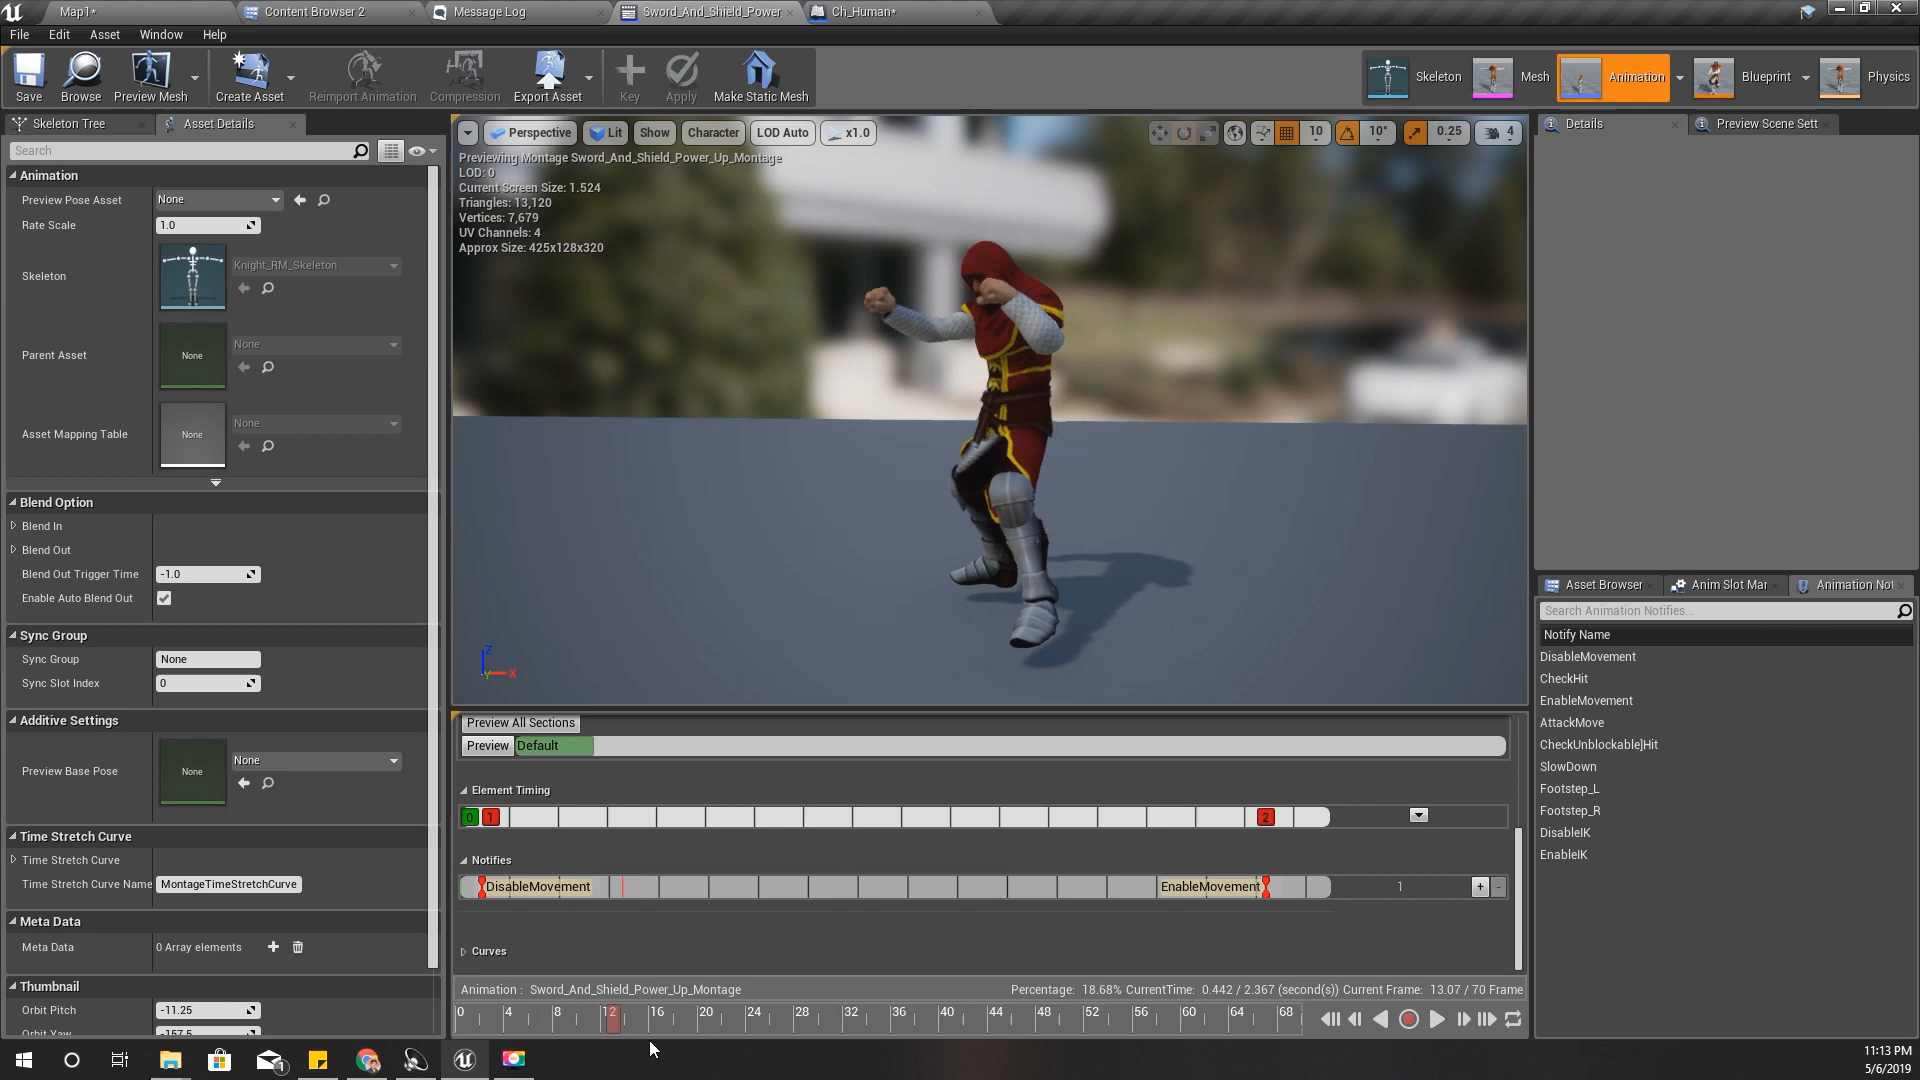 Map1*
Content Browser 2
Message Log
Sword_And_Shield_Power
Ch_Human*
File
Edit
Asset
Window
Help
Save
Browse
Preview Mesh
Create Asset
Reimport Animation
Compression
Export Asset
Key
Apply
Make Static Mesh
Skeleton
Mesh
Animation
Blueprint
Physics
Skeleton Tree
Asset Details
Search
Animation
Preview Pose Asset
None
Rate Scale
1.0
Skeleton
Knight_RM_Skeleton
Parent Asset
None
None
Asset Mapping Table
None
None
Blend Option
Blend In
Blend Out
Blend Out Trigger Time
-1.0
Enable Auto Blend Out
Sync Group
Sync Group
None
Sync Slot Index
0
Additive Settings
Preview Base Pose
None
None
Time Stretch Curve
Time Stretch Curve
Time Stretch Curve Name
MontageTimeStretchCurve
Meta Data
Meta Data
0 Array elements
Thumbnail
Orbit Pitch
-11.25
Orbit Yaw
-157.5
Perspective
Lit
Show
Character
LOD Auto
x1.0
10
10°
0.25
4
Previewing Montage Sword_And_Shield_Power_Up_Montage
LOD: 0
Current Screen Size: 1.524
Triangles: 13,120
Vertices: 7,679
UV Channels: 4
Approx Size: 425x128x320
Z
X
Preview All Sections
Preview
Default
Element Timing
0
1
2
Notifies
DisableMovement
EnableMovement
1
+
-
Curves
Animation : Sword_And_Shield_Power_Up_Montage
Percentage: 18.68% CurrentTime: 0.442 / 2.367 (second(s)) Current Frame: 13.07 / 70 Frame
0 4 8 12 16 20 24 28 32 36 40 44 48 52 56 60 64 68
Details
Preview Scene Sett
Asset Browser
Anim Slot Mar
Animation Not
Search Animation Notifies...
Notify Name
DisableMovement
CheckHit
EnableMovement
AttackMove
CheckUnblockable]Hit
SlowDown
Footstep_L
Footstep_R
DisableIK
EnableIK
1
11:13 PM
5/6/2019